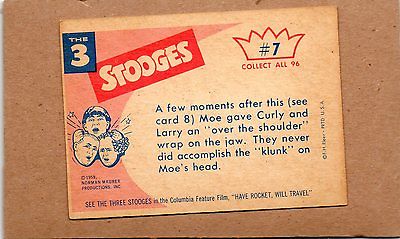 THE
3
STOOGES
#7
COLLECT ALL 96
A few moments after this (see
card 8) Moe gave Curly and
Larry an "over the shoulder"
wrap on the jaw. They never
did accomplish the "klunk" on
Moe's head.
©1959,
NORMAN MAURER
PRODUCTIONS, INC.
SEE THE THREE STOOGES in the Columbia Feature Film, "HAVE ROCKET, WILL TRAVEL"
PRTD U.S.A.